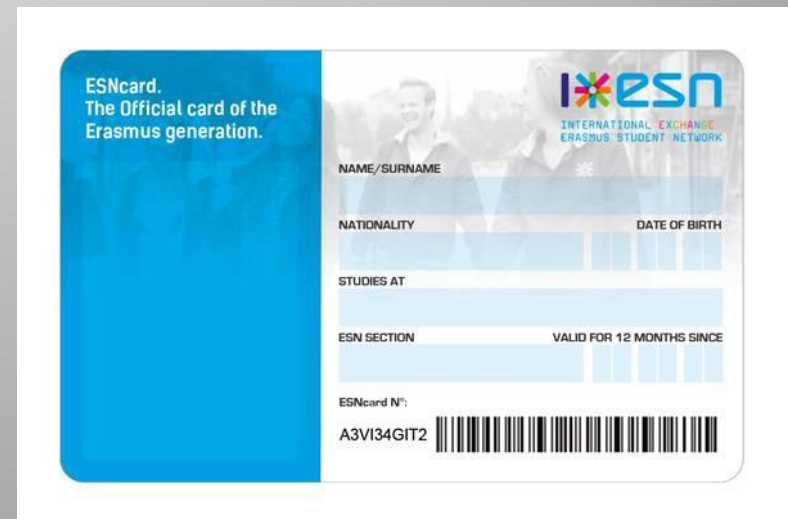 ESNcard.
The Official card of the
Erasmus generation.
esn
INTERNATIONAL EXCHANGE
ERASMUS STUDENT NETWORK
NAME/SURNAME
NATIONALITY DATE OF BIRTH
STUDIES AT
ESN SECTION VALID FOR 12 MONTHS SINCE
ESNcard N°:
A3VI34GIT2